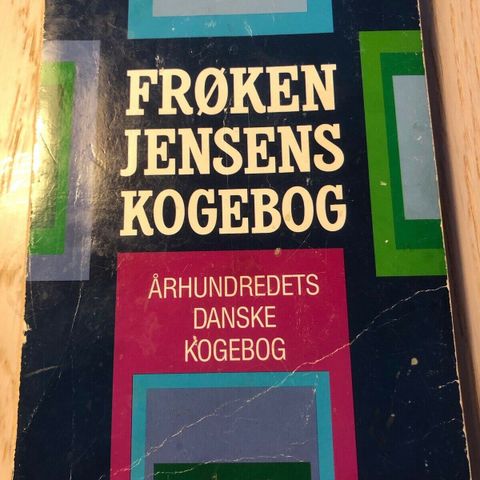 FRØKEN
JENSENS
KOGEBOG
ÅRHUNDREDETS
DANSKE
KOGEBOG